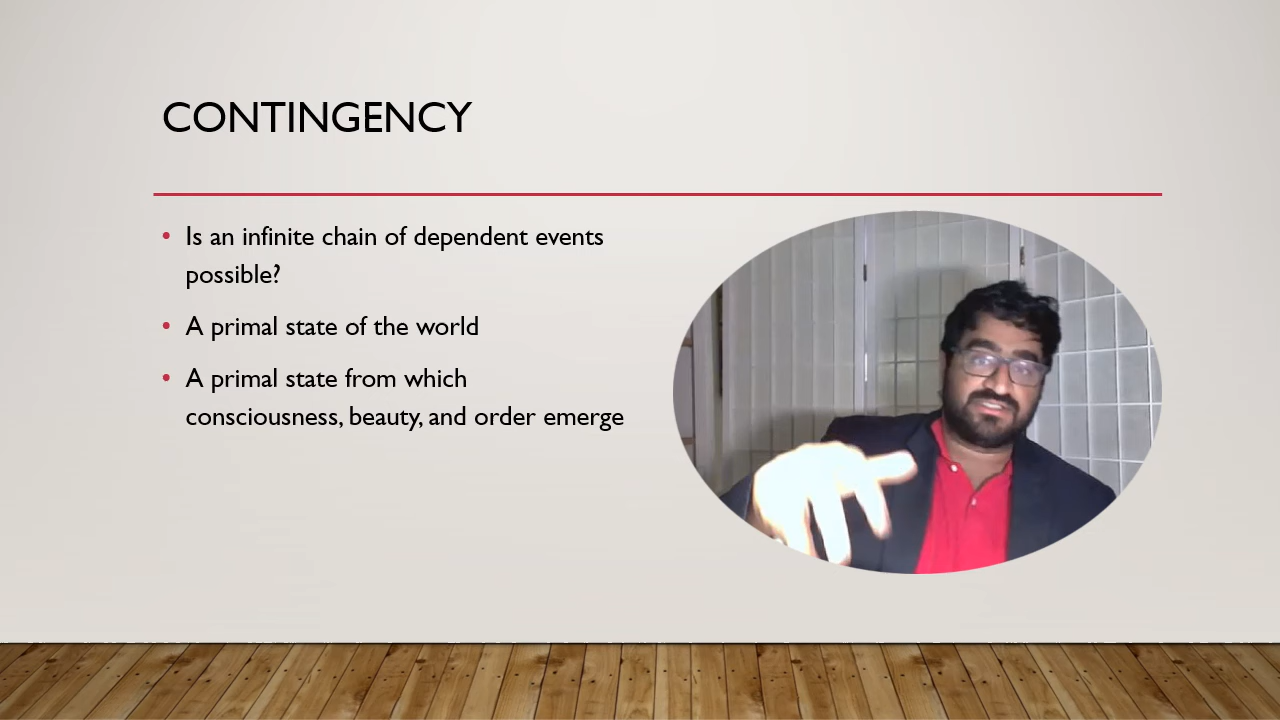 CONTINGENCY
• Is an infinite chain of dependent events
possible?
• A primal state of the world
• A primal state from which
consciousness, beauty, and order emerge